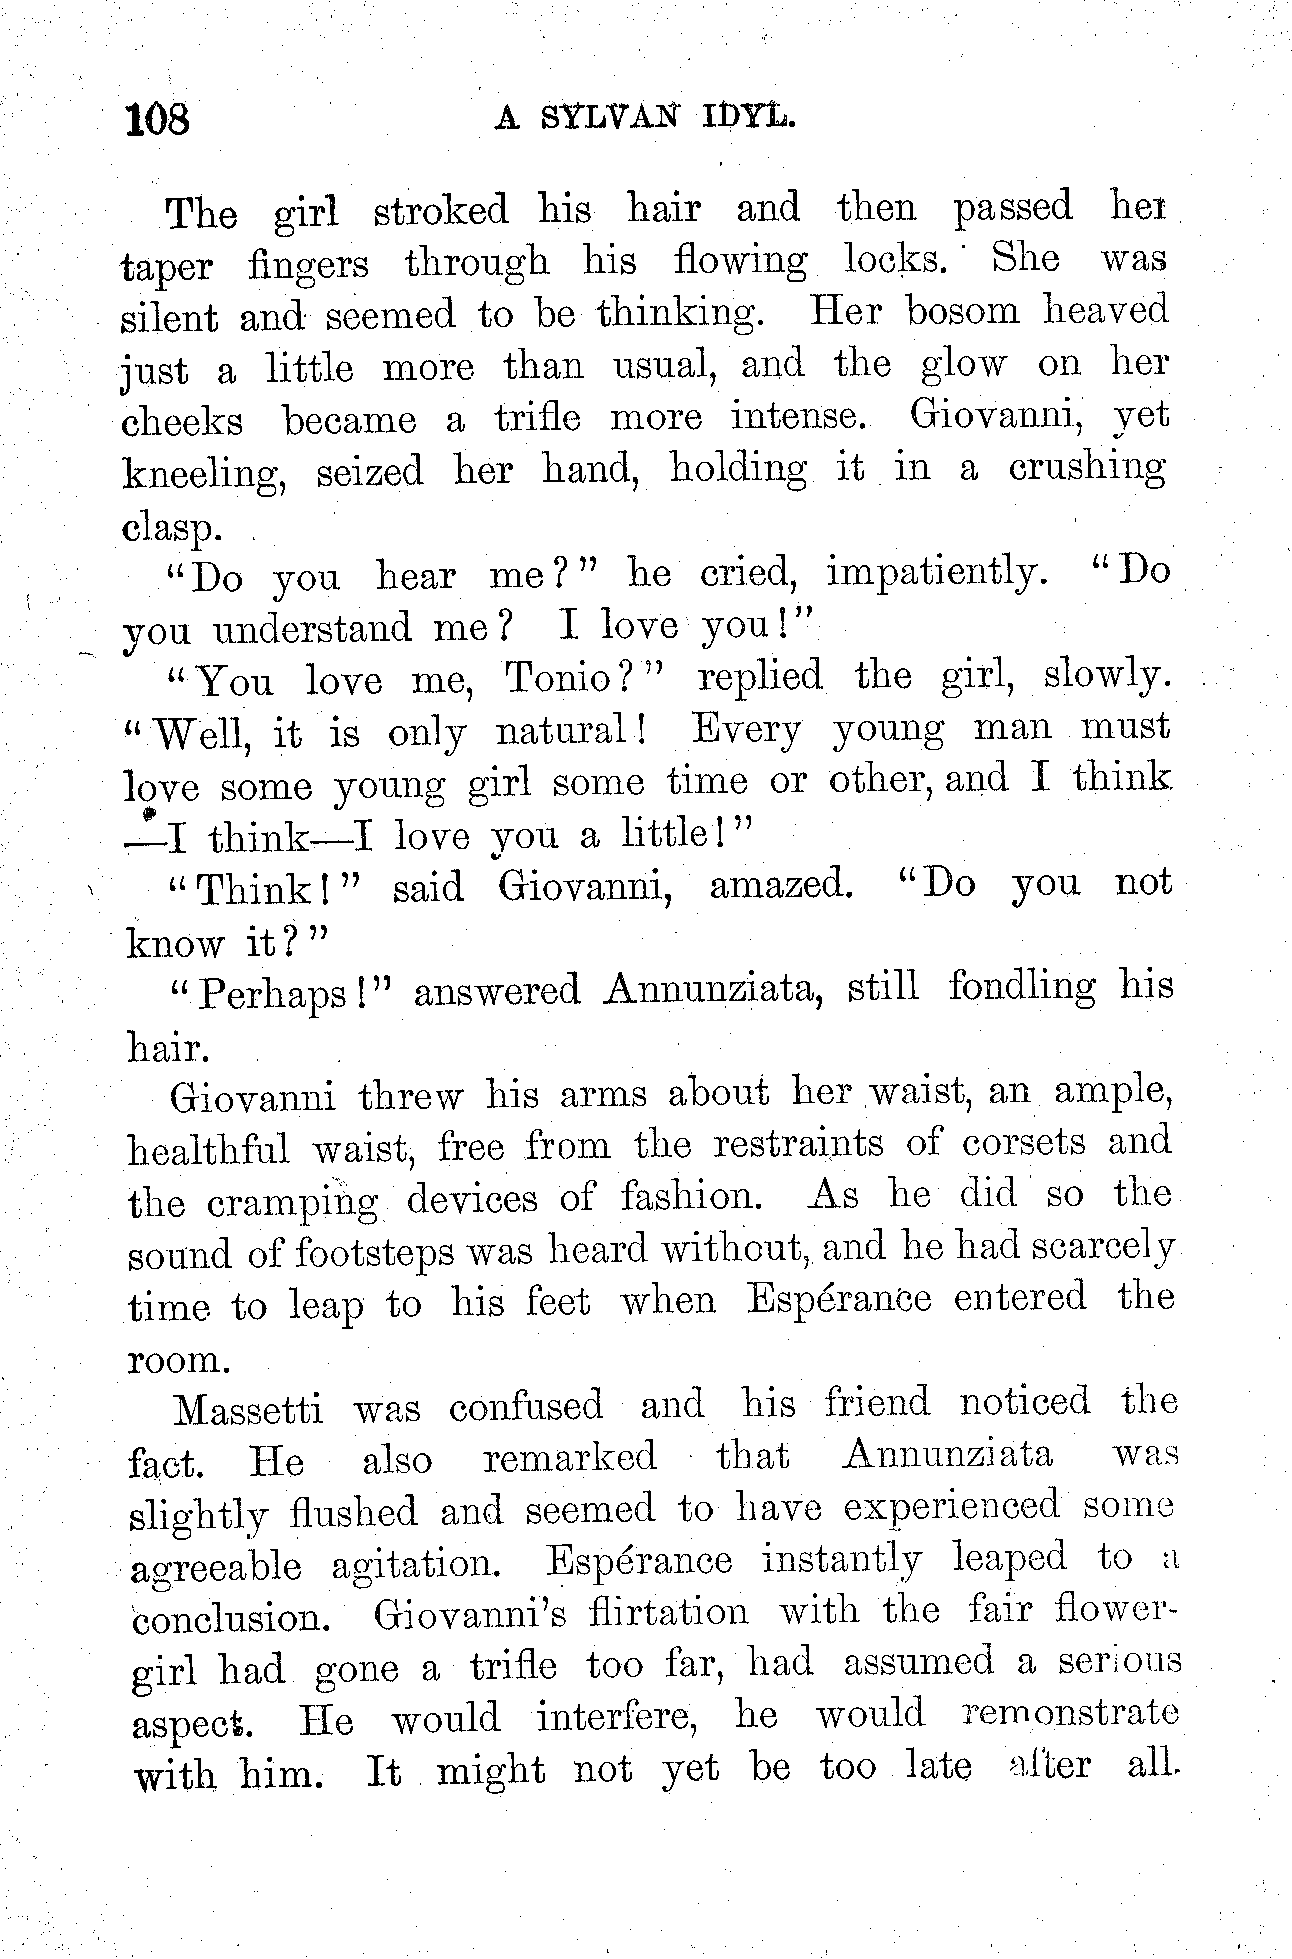 108 A SYLVAN IDYL.
The girl stroked his hair and then passed her
taper fingers through his flowing locks. She was
silent and seemed to be thinking. Her bosom heaved
just a little more than usual, and the glow on her
cheeks became a trifle more intense. Giovanni, yet
kneeling, seized her hand, holding it in a crushing
clasp.
"Do you hear me?" he cried, impatiently. "Do
you understand me? I love you!"
"You love me, Tonio?" replied the girl, slowly.
"Well, it is only natural! Every young man must
love some young girl some time or other, and I think
—I think—I love you a little!"
"Think!" said Giovanni, amazed. "Do you not
know it?"
"Perhaps!" answered Annunziata, still fondling his
hair.
Giovanni threw his arms about her waist, an ample,
healthful waist, free from the restraints of corsets and
the cramping devices of fashion. As he did so the
sound of footsteps was heard without, and he had scarcely
time to leap to his feet when Espérance entered the
room.
Massetti was confused and his friend noticed the
fact. He also remarked that Annunziata was
slightly flushed and seemed to have experienced some
agreeable agitation. Espérance instantly leaped to a
conclusion. Giovanni's flirtation with the fair flower-
girl had gone a trifle too far, had assumed a serious
aspect. He would interfere, he would remonstrate
with him. It might not yet be too late after all.